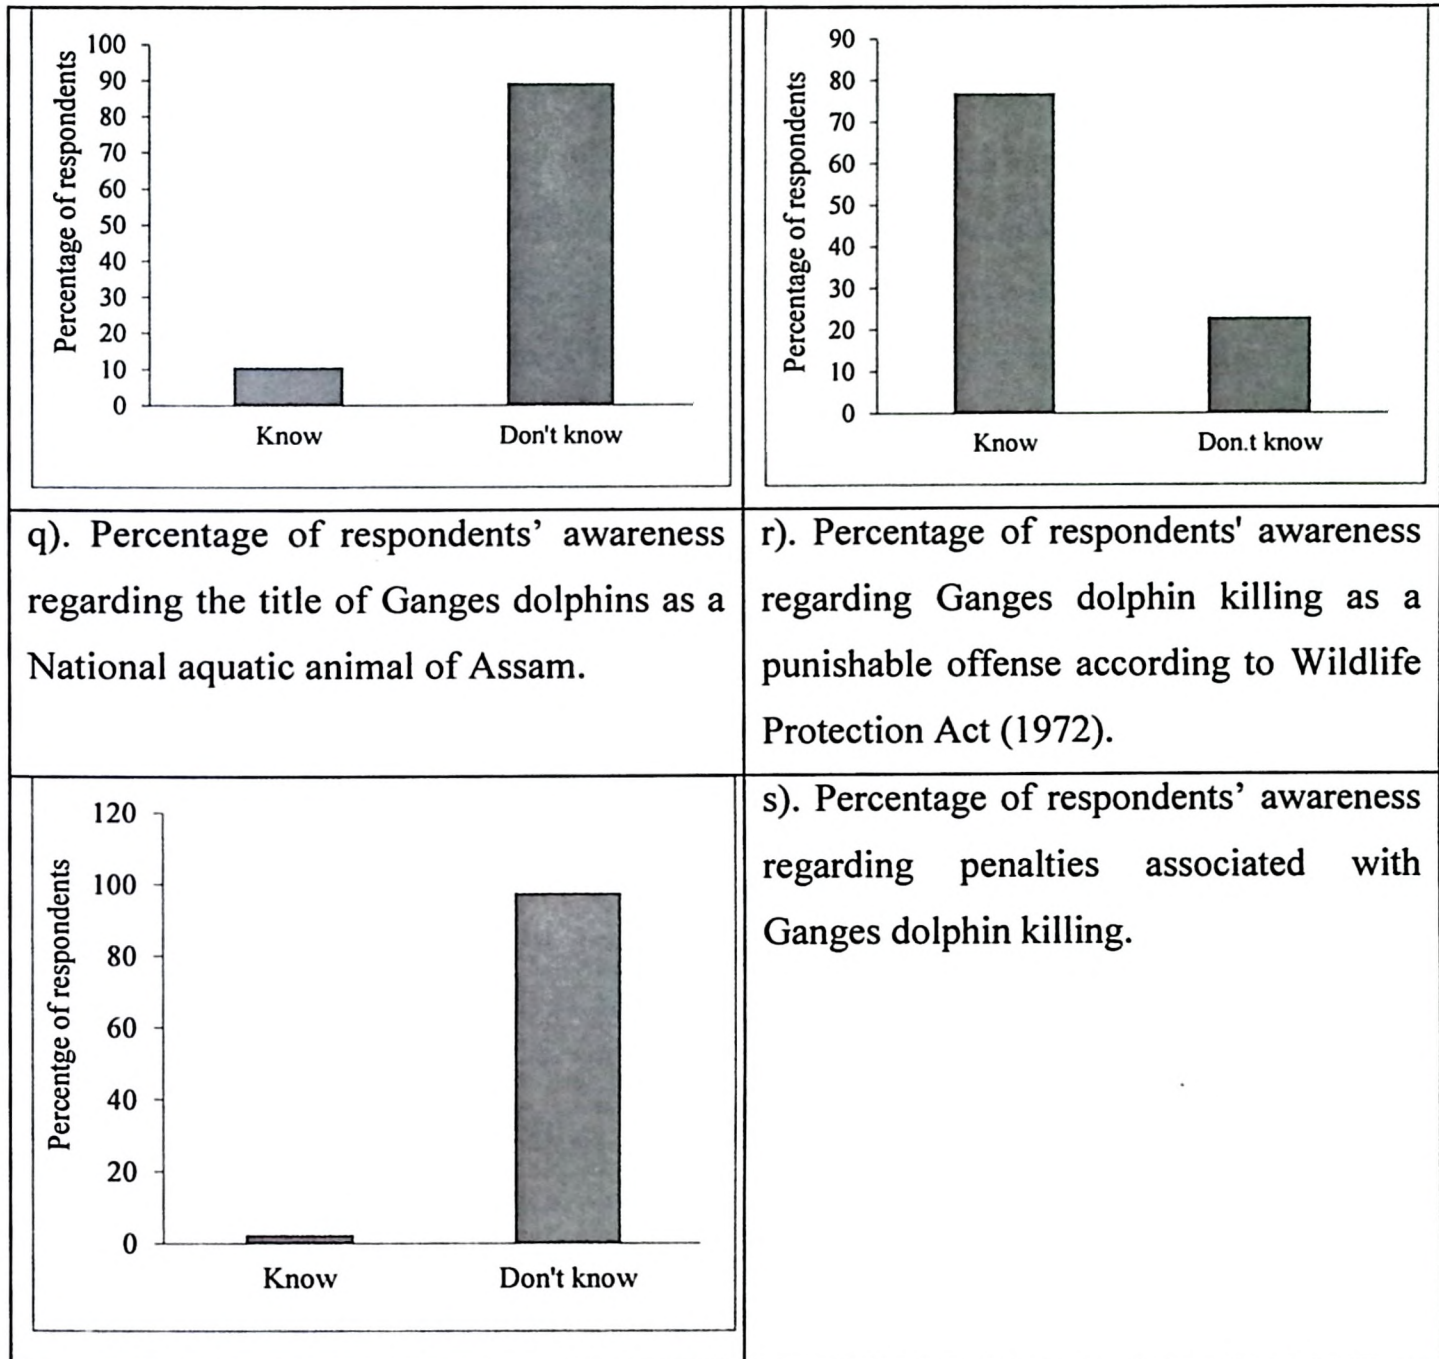 Percentage of respondents
100
90
80
70
60
50
40
30
20
10
0
Know Don't know
Percentage of respondents
90
80
70
60
50
40
30
20
10
0
Know Don.t know
q). Percentage of respondents’ awareness
regarding the title of Ganges dolphins as a
National aquatic animal of Assam.
r). Percentage of respondents' awareness
regarding Ganges dolphin killing as a
punishable offense according to Wildlife
Protection Act (1972).
Percentge of respondents
120
100
80
60
40
20
0
Know Don't know
s). Percentage of respondents’ awareness
regarding penalties associated with
Ganges dolphin killing.